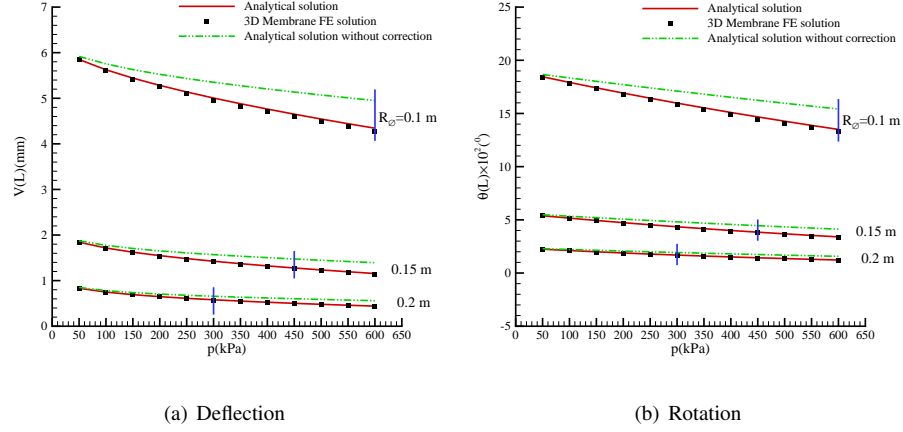 Analytical solution
3D Membrane FE solution
Analytical solution without correction
7
6
5
4
3
2
1
0
V(L)(mm)
R∅=0.1 m
0.15 m
0.2 m
0 50 100 150 200 250 300 350 400 450 500 550 600 650
p(kPa)
(a) Deflection
Analytical solution
3D Membrane FE solution
Analytical solution without correction
25
20
15
10
5
0
-5
θ(L)×10²(⁰)
R∅=0.1 m
0.15 m
0.2 m
0 50 100 150 200 250 300 350 400 450 500 550 600 650
p(kPa)
(b) Rotation